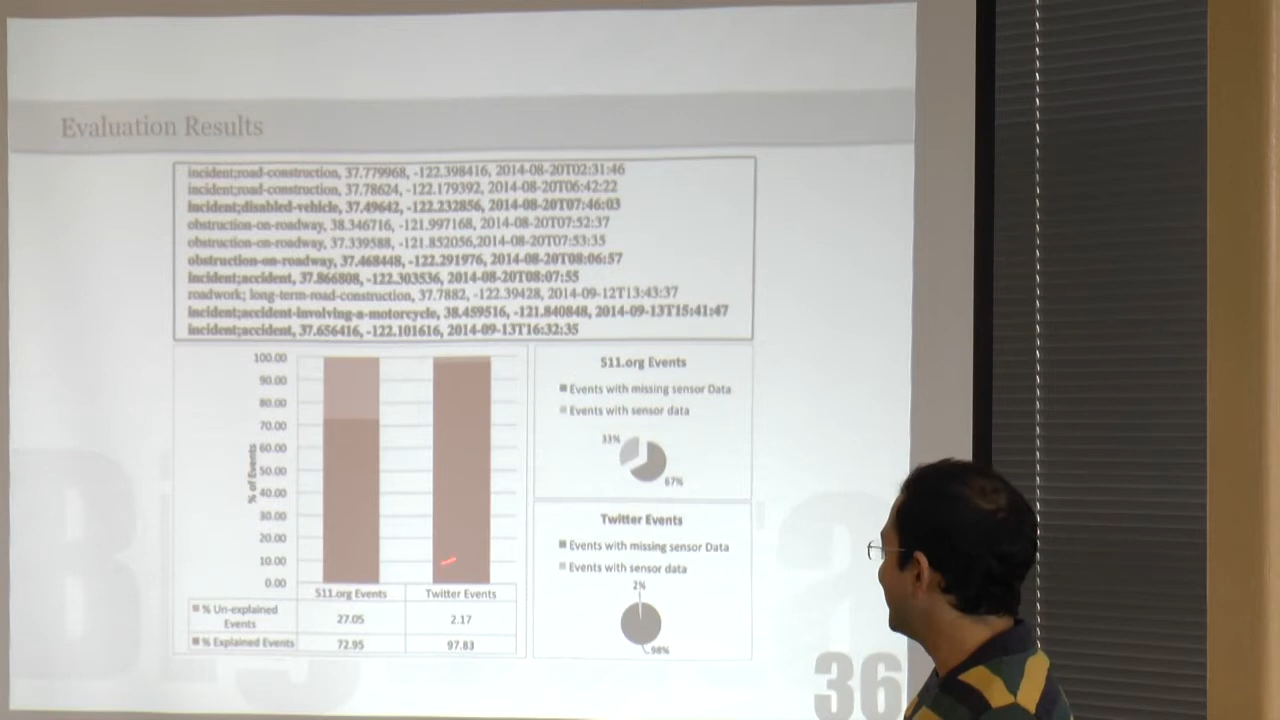 Evaluation Results
incident;road-construction, 37.779968, -122.398416, 2014-08-20T02:31:46
incident;road-construction, 37.78624, -122.179392, 2014-08-20T06:42:22
incident;disabled-vehicle, 37.49642, -122.232856, 2014-08-20T07:46:03
obstruction-on-roadway, 38.346716, -121.997168, 2014-08-20T07:52:37
obstruction-on-roadway, 37.339588, -121.852056,2014-08-20T07:53:35
obstruction-on-roadway, 37.468448, -122.291976, 2014-08-20T08:06:57
incident;accident, 37.866808, -122.303536, 2014-08-20T08:07:55
roadwork; long-term-road-construction, 37.7882, -122.39428, 2014-09-12T13:43:37
incident;accident-involving-a-motorcycle, 38.459516, -121.840848, 2014-09-13T15:41:47
incident;accident, 37.656416, -122.101616, 2014-09-13T16:32:35
% of Events
100.00
90.00
80.00
70.00
60.00
50.00
40.00
30.00
20.00
10.00
0.00
511.org Events Twitter Events
% Un-explained Events 27.05 2.17
% Explained Events 72.95 97.83
511.org Events
Events with missing sensor Data
Events with sensor data
33%
67%
Twitter Events
Events with missing sensor Data
Events with sensor data
2%
98%
36